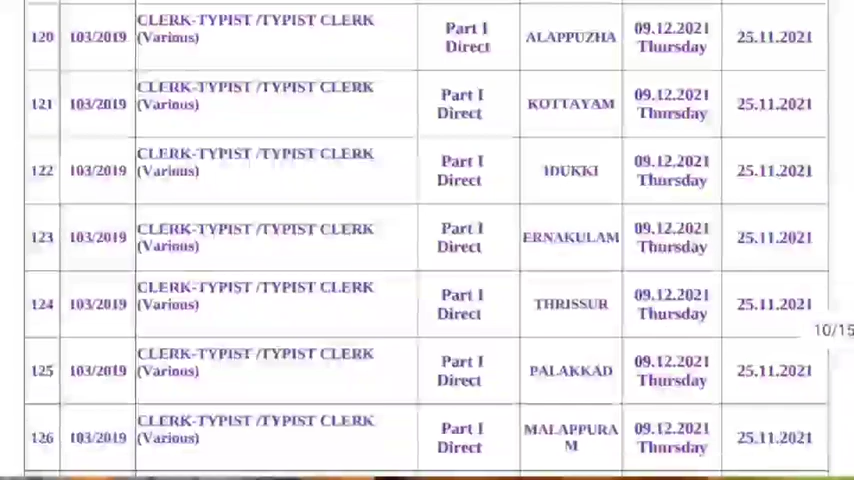 120 103/2019 CLERK-TYPIST /TYPIST CLERK (Various) Part I Direct ALAPPUZHA 09.12.2021 Thursday 25.11.2021
121 103/2019 CLERK-TYPIST /TYPIST CLERK (Various) Part I Direct KOTTAYAM 09.12.2021 Thursday 25.11.2021
122 103/2019 CLERK-TYPIST /TYPIST CLERK (Various) Part I Direct IDUKKI 09.12.2021 Thursday 25.11.2021
123 103/2019 CLERK-TYPIST /TYPIST CLERK (Various) Part I Direct ERNAKULAM 09.12.2021 Thursday 25.11.2021
124 103/2019 CLERK-TYPIST /TYPIST CLERK (Various) Part I Direct THRISSUR 09.12.2021 Thursday 25.11.2021
10/15
125 103/2019 CLERK-TYPIST /TYPIST CLERK (Various) Part I Direct PALAKKAD 09.12.2021 Thursday 25.11.2021
126 103/2019 CLERK-TYPIST /TYPIST CLERK (Various) Part I Direct MALAPPURA M 09.12.2021 Thursday 25.11.2021